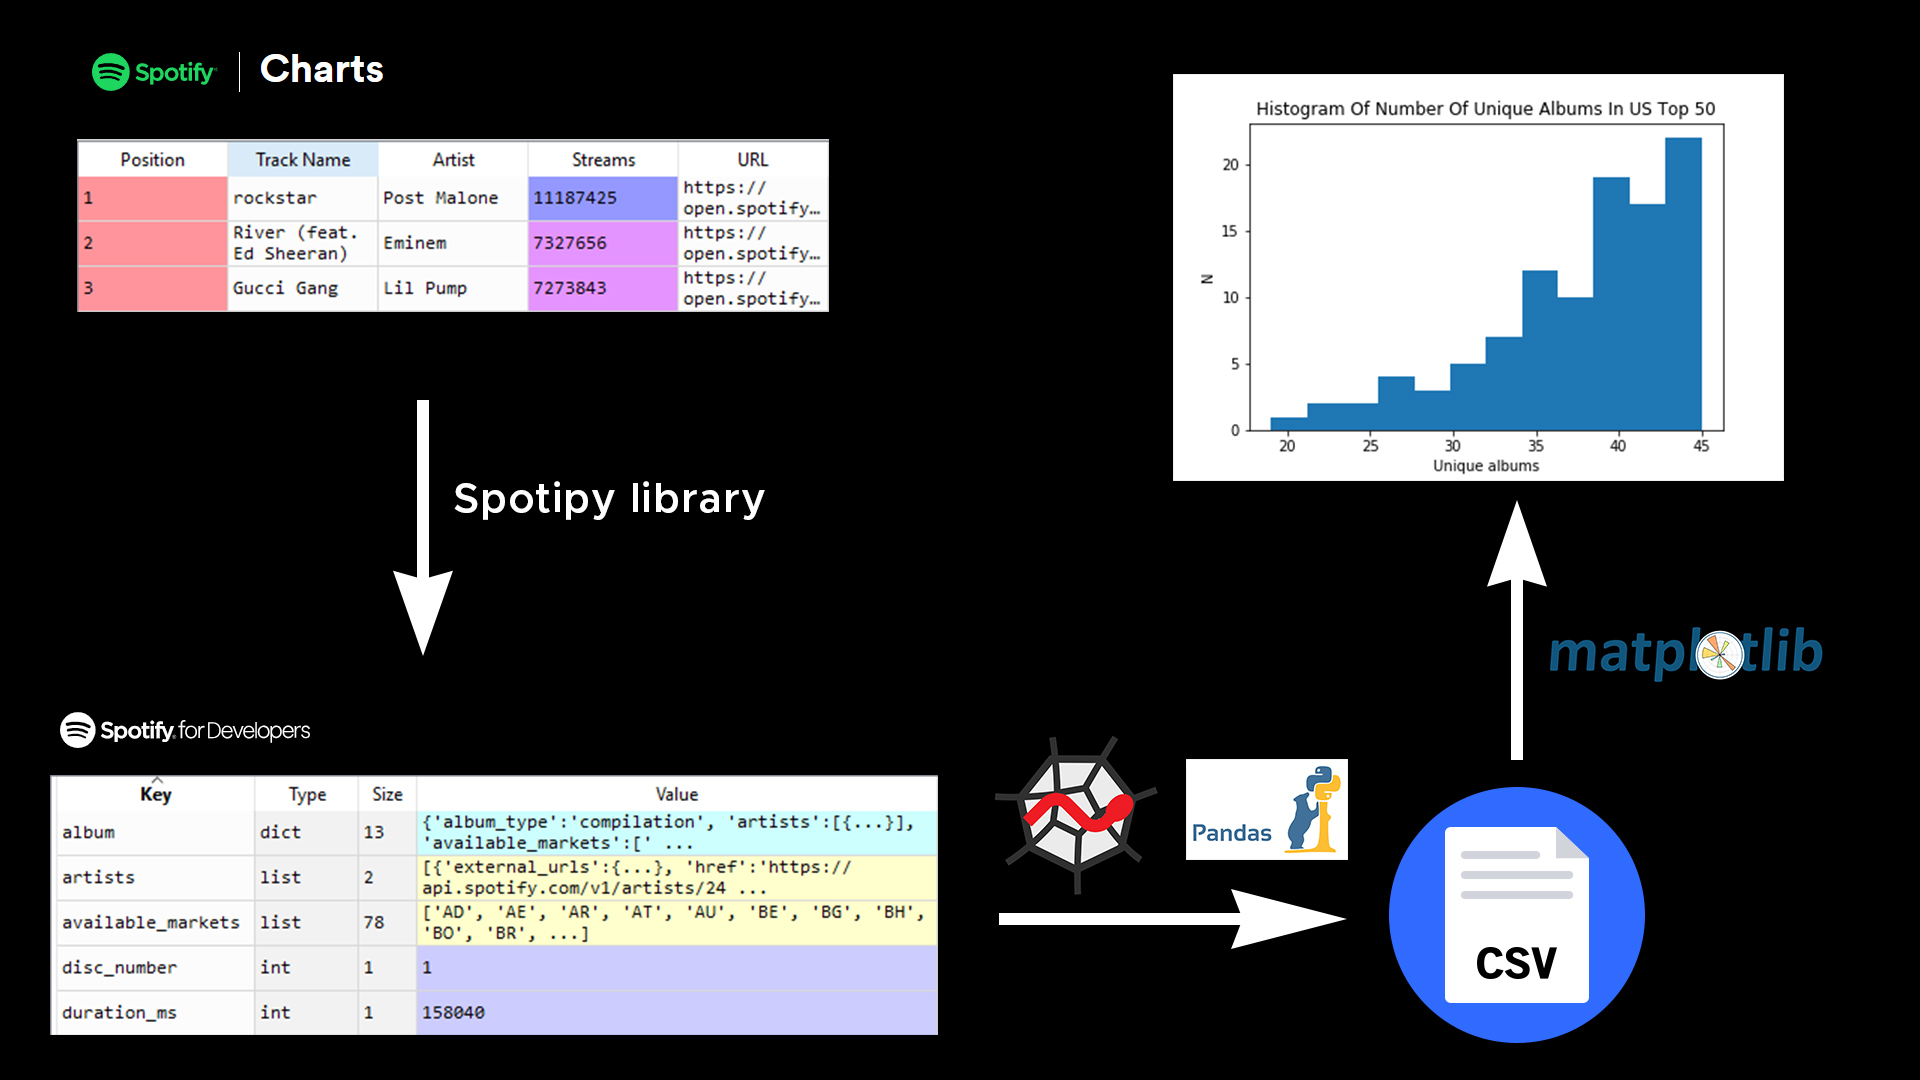 Spotify | Charts
Position Track Name Artist Streams URL
1 rockstar Post Malone 11187425 https://
open.spotify…
2 River (feat. Eminem 7327656 https://
Ed Sheeran) open.spotify…
3 Gucci Gang Lil Pump 7273843 https://
open.spotify…
Spotipy library
Spotify for Developers
Key Type Size Value
album dict 13 {'album_type':'compilation', 'artists':[{...}],
'available_markets':[' ...
artists list 2 [{'external_urls':{...}, 'href':'https://
api.spotify.com/v1/artists/24 ...
available_markets list 78 ['AD', 'AE', 'AR', 'AT', 'AU', 'BE', 'BG', 'BH',
'BO', 'BR', ...]
disc_number int 1 1
duration_ms int 1 158040
Pandas
CSV
matplotlib
Histogram Of Number Of Unique Albums In US Top 50
N
20
15
10
5
0
20 25 30 35 40 45
Unique albums